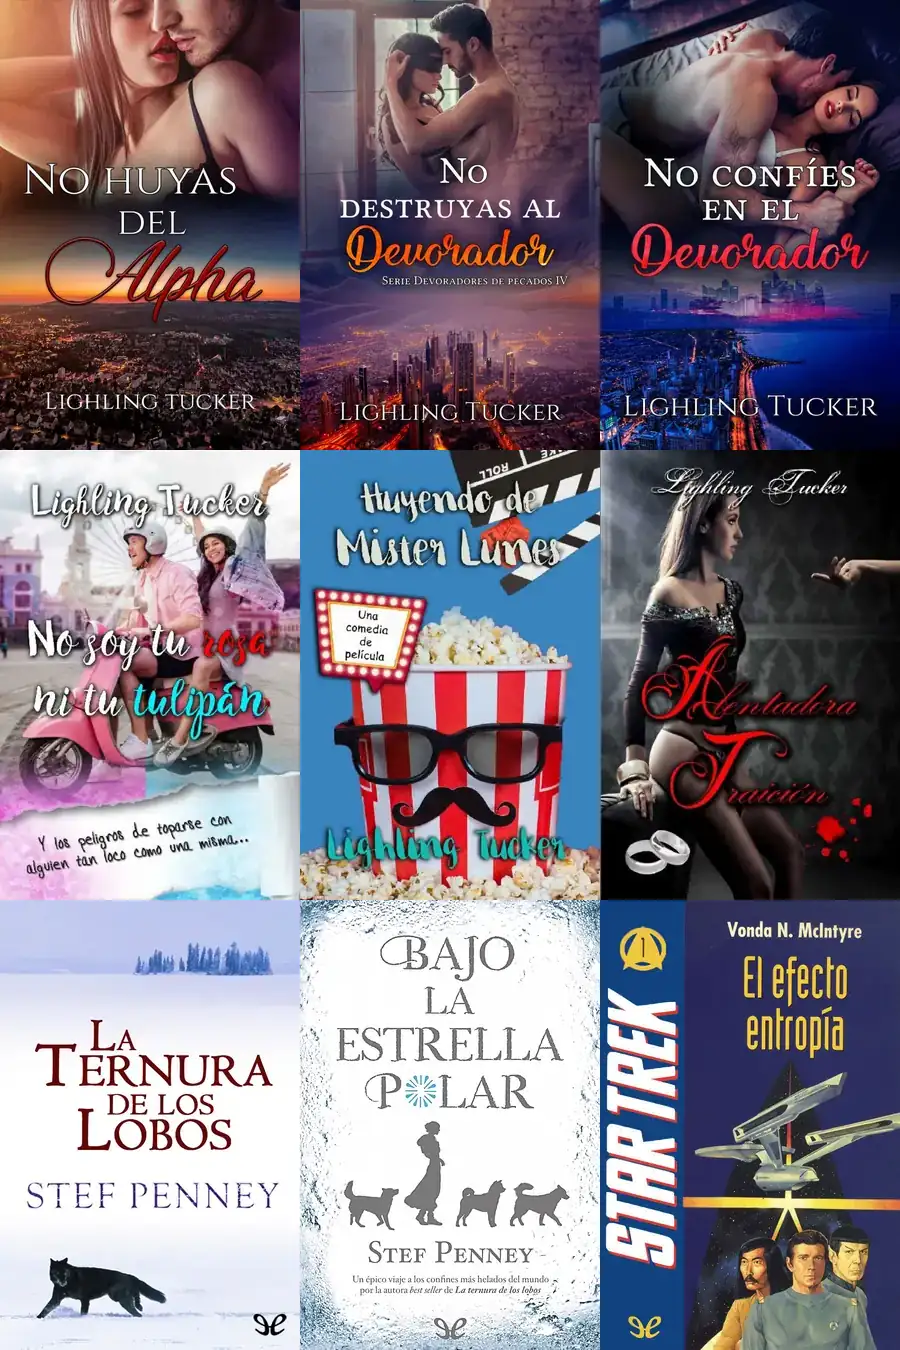 No huyas
del
Alpha
Lighling Tucker
No
destruyas al
Devorador
Serie Devoradores de pecados IV
Lighling Tucker
No confíes
en el
Devorador
Lighling Tucker
Lighling Tucker
No soy tu rosa
ni tu tulipán
Y los peligros de toparse con
alguien tan loco como una misma...
ROLL
Huyendo de
Mister Lunes
Una
comedia
de
película
Lighling Tucker
Lighling Tucker
Alentadora
Traición
La
Ternura
de los
Lobos
Stef Penney
Bajo
la
Estrella
Polar
Stef Penney
Un épico viaje a los confines más helados del mundo
por la autora best seller de La ternura de los lobos
1
STAR TREK
Vonda N. McIntyre
El efecto
entropía